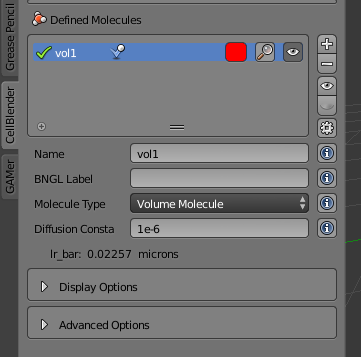 Grease Pencil
CellBlender
GAMer
Defined Molecules
vol1
Name
vol1
BNGL Label
Molecule Type
Volume Molecule
Diffusion Consta
1e-6
lr_bar: 0.02257 microns
Display Options
Advanced Options